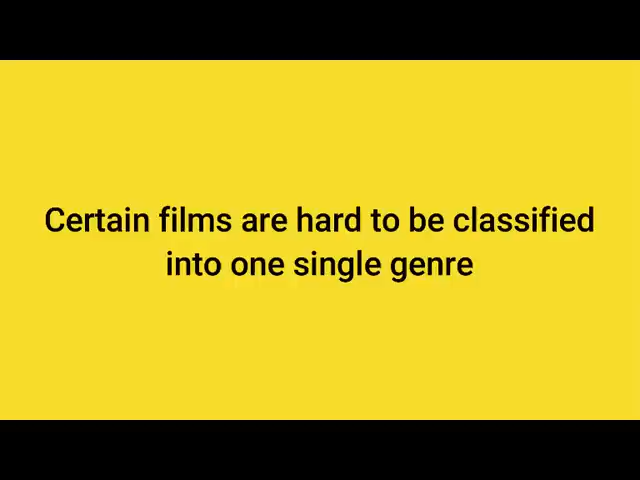 Certain films are hard to be classified
into one single genre